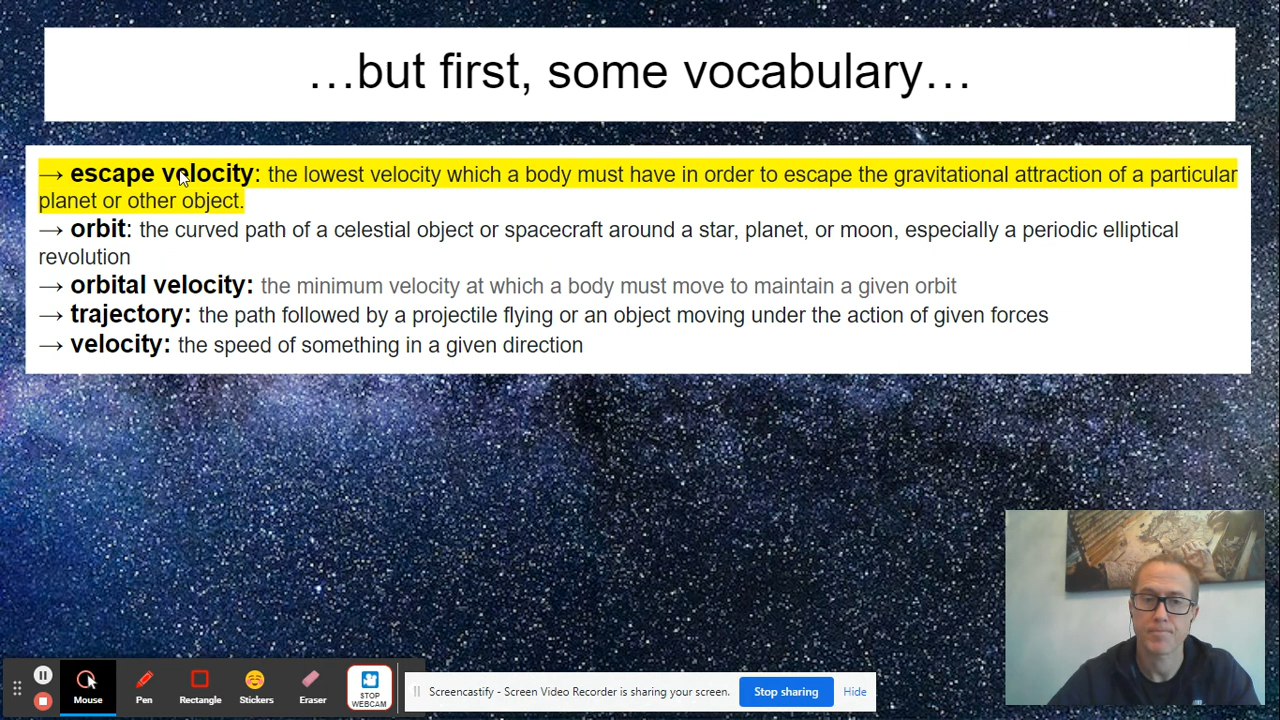 …but first, some vocabulary…
→ escape velocity: the lowest velocity which a body must have in order to escape the gravitational attraction of a particular
planet or other object.
→ orbit: the curved path of a celestial object or spacecraft around a star, planet, or moon, especially a periodic elliptical
revolution
→ orbital velocity: the minimum velocity at which a body must move to maintain a given orbit
→ trajectory: the path followed by a projectile flying or an object moving under the action of given forces
→ velocity: the speed of something in a given direction
Mouse
Pen
Rectangle
Stickers
Eraser
STOP
WEBCAM
Screencastify - Screen Video Recorder is sharing your screen.
Stop sharing
Hide